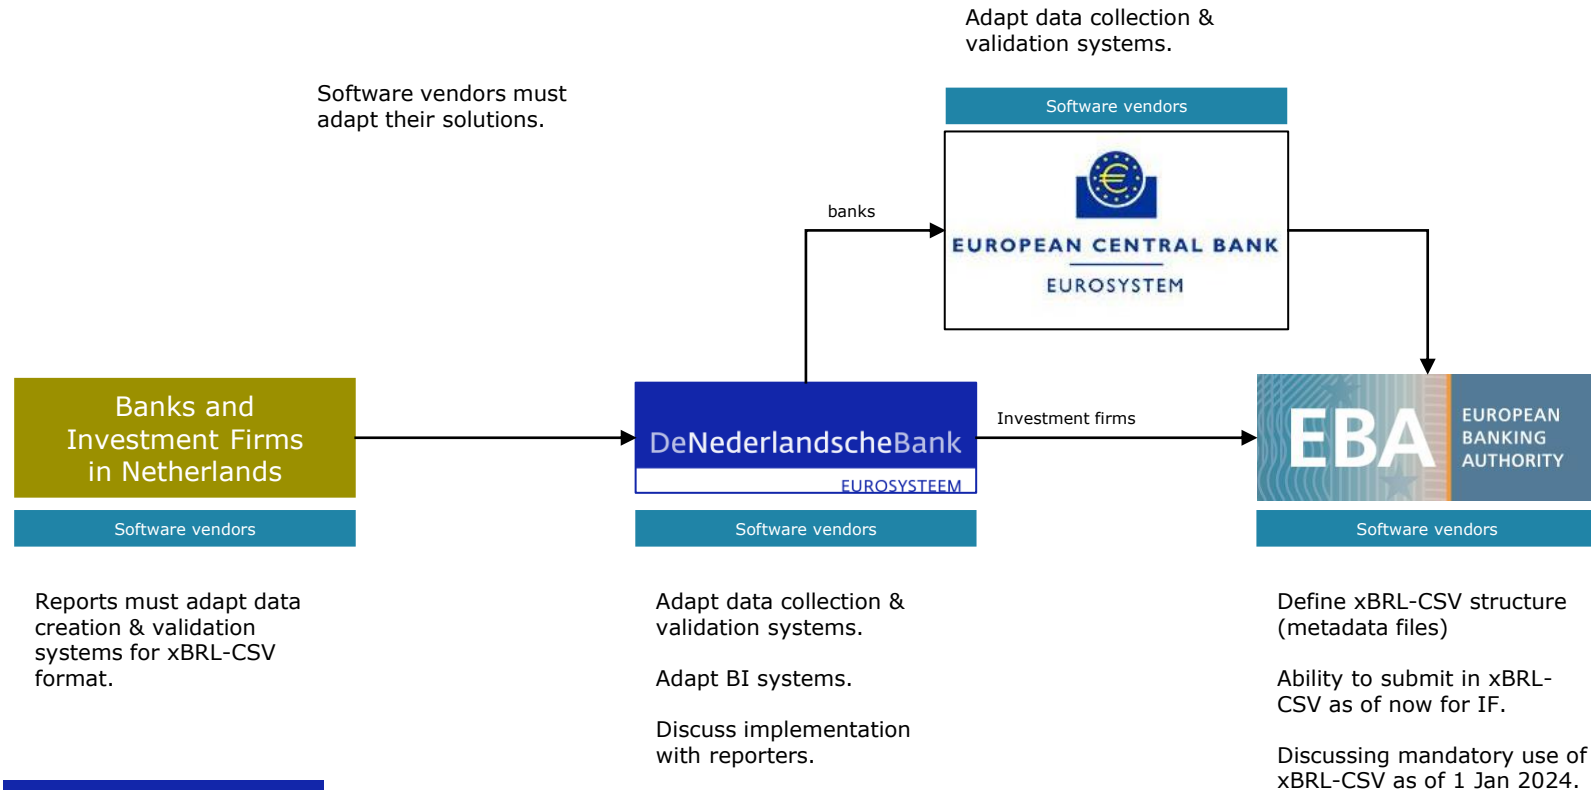 Adapt data collection &
validation systems.
Software vendors must
adapt their solutions.
Software vendors
EUROPEAN CENTRAL BANK
EUROSYSTEM
banks
Banks and
Investment Firms
in Netherlands
Software vendors
DeNederlandscheBank
EUROSYSTEEM
Software vendors
Investment firms
EBA
EUROPEAN
BANKING
AUTHORITY
Software vendors
Reports must adapt data
creation & validation
systems for xBRL-CSV
format.
Adapt data collection &
validation systems.
Adapt BI systems.
Discuss implementation
with reporters.
Define xBRL-CSV structure
(metadata files)
Ability to submit in xBRL-
CSV as of now for IF.
Discussing mandatory use of
xBRL-CSV as of 1 Jan 2024.